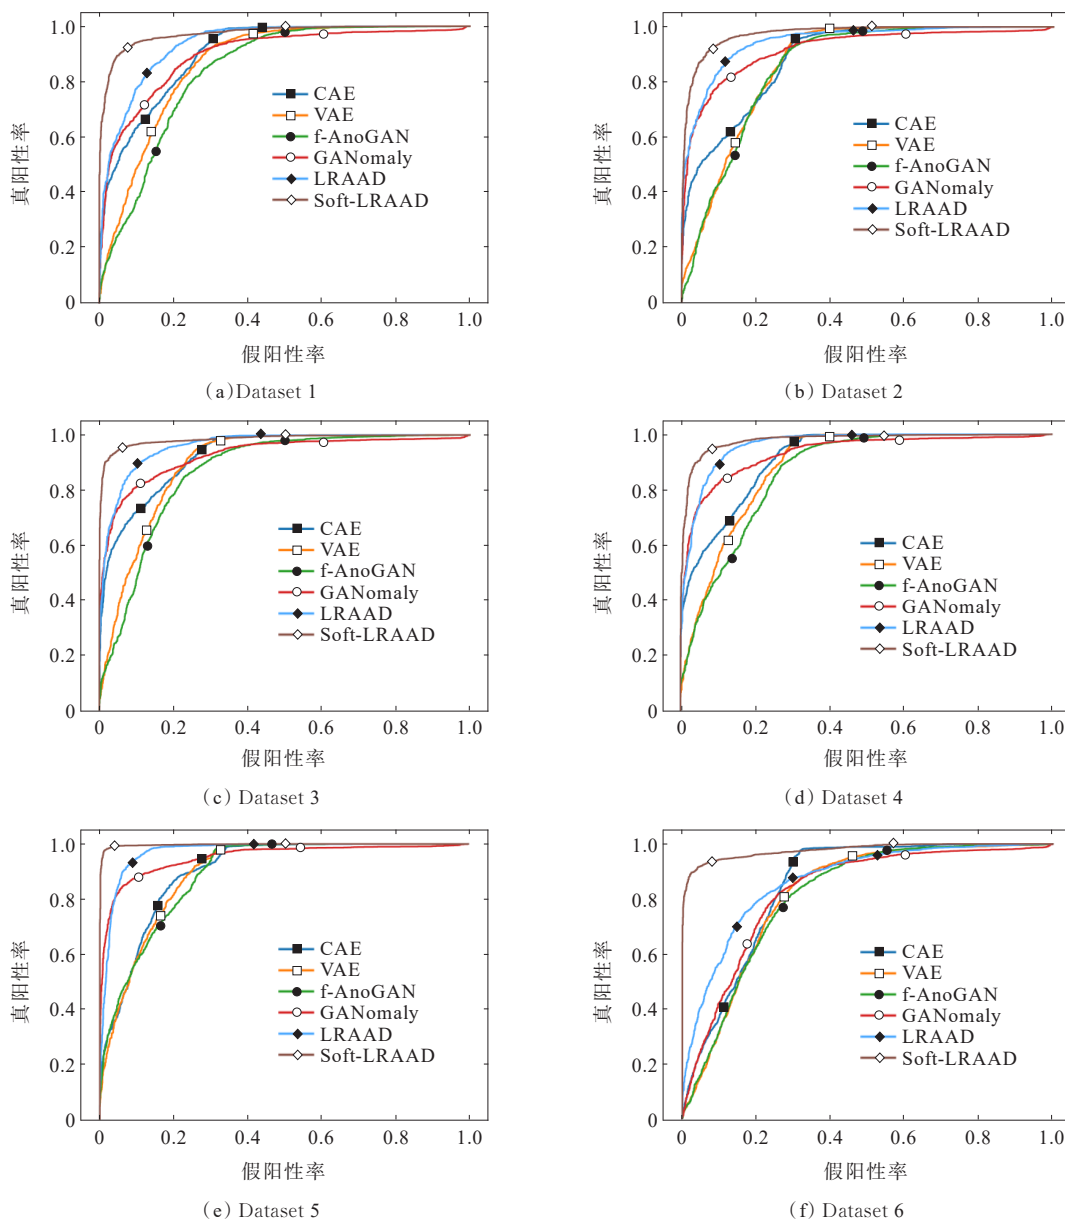 1.0
0.8
0.6
0.4
0.2
0
真阳性率
CAE
VAE
f-AnoGAN
GANomaly
LRAAD
Soft-LRAAD
0 0.2 0.4 0.6 0.8 1.0
假阳性率
(a)Dataset 1
1.0
0.8
0.6
0.4
0.2
0
真阳性率
CAE
VAE
f-AnoGAN
GANomaly
LRAAD
Soft-LRAAD
0 0.2 0.4 0.6 0.8 1.0
假阳性率
(b) Dataset 2
1.0
0.8
0.6
0.4
0.2
0
真阳性率
CAE
VAE
f-AnoGAN
GANomaly
LRAAD
Soft-LRAAD
0 0.2 0.4 0.6 0.8 1.0
假阳性率
(c) Dataset 3
1.0
0.8
0.6
0.4
0.2
0
真阳性率
CAE
VAE
f-AnoGAN
GANomaly
LRAAD
Soft-LRAAD
0 0.2 0.4 0.6 0.8 1.0
假阳性率
(d) Dataset 4
1.0
0.8
0.6
0.4
0.2
0
真阳性率
CAE
VAE
f-AnoGAN
GANomaly
LRAAD
Soft-LRAAD
0 0.2 0.4 0.6 0.8 1.0
假阳性率
(e) Dataset 5
1.0
0.8
0.6
0.4
0.2
0
真阳性率
CAE
VAE
f-AnoGAN
GANomaly
LRAAD
Soft-LRAAD
0 0.2 0.4 0.6 0.8 1.0
假阳性率
(f) Dataset 6